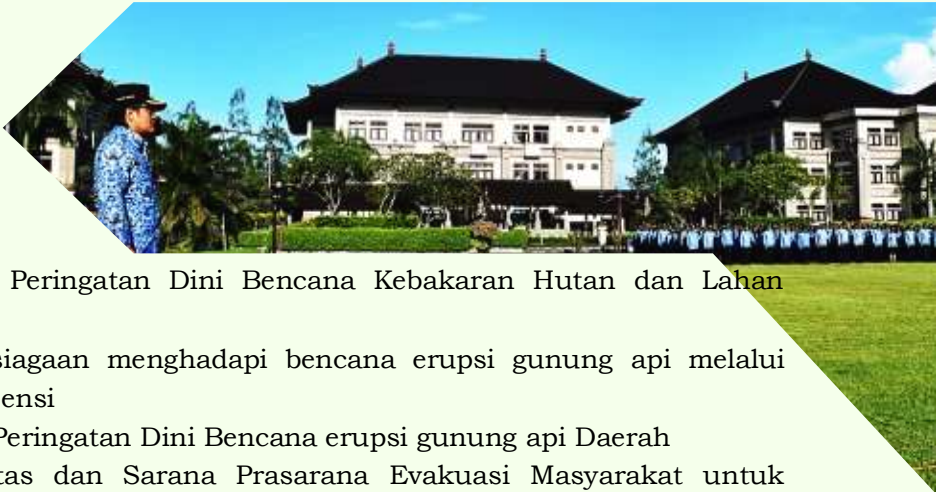 Peringatan Dini Bencana Kebakaran Hutan dan Lahan
siagaan menghadapi bencana erupsi gunung api melalui
ensi
Peringatan Dini Bencana erupsi gunung api Daerah
tas dan Sarana Prasarana Evakuasi Masyarakat untuk